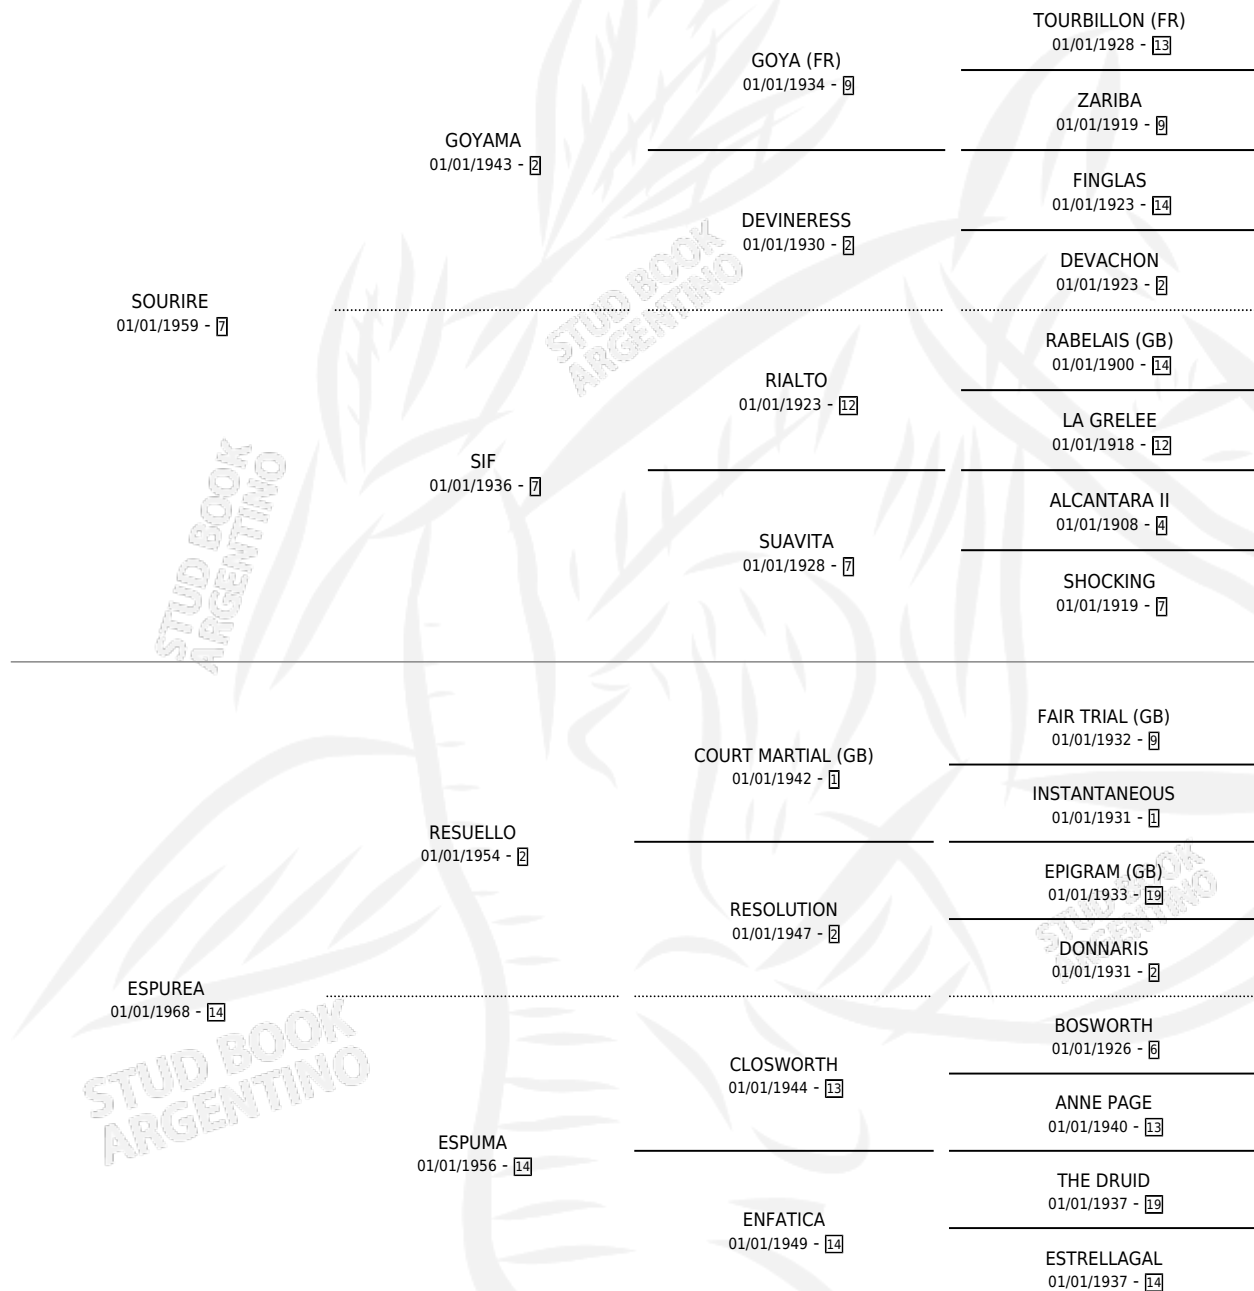 TOURBILLON (FR)
01/01/1928 - 13
GOYA (FR)
01/01/1934 - 9
ZARIBA
01/01/1919 - 9
GOYAMA
01/01/1943 - 2
FINGLAS
01/01/1923 - 14
DEVINERESS
01/01/1930 - 2
DEVACHON
01/01/1923 - 2
SOURIRE
01/01/1959 - 7
RABELAIS (GB)
01/01/1900 - 14
RIALTO
01/01/1923 - 12
LA GRELEE
01/01/1918 - 12
SIF
01/01/1936 - 7
ALCANTARA II
01/01/1908 - 4
SUAVITA
01/01/1928 - 7
SHOCKING
01/01/1919 - 7
FAIR TRIAL (GB)
01/01/1932 - 9
COURT MARTIAL (GB)
01/01/1942 - 1
INSTANTANEOUS
01/01/1931 - 1
RESUELLO
01/01/1954 - 2
EPIGRAM (GB)
01/01/1933 - 19
RESOLUTION
01/01/1947 - 2
DONNARIS
01/01/1931 - 2
ESPUREA
01/01/1968 - 14
BOSWORTH
01/01/1926 - 6
CLOSWORTH
01/01/1944 - 13
ANNE PAGE
01/01/1940 - 13
ESPUMA
01/01/1956 - 14
THE DRUID
01/01/1937 - 19
ENFATICA
01/01/1949 - 14
ESTRELLAGAL
01/01/1937 - 14
STUD BOOK
ARGENTINO
STUD BOOK
ARGENTINO
STUD BOOK
ARGENTINO
STUD BOOK
ARGENTINO